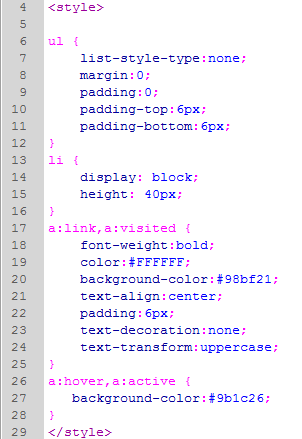 4 <style>
5
6 ul {
7     list-style-type:none;
8     margin:0;
9     padding:0;
10     padding-top:6px;
11     padding-bottom:6px;
12 }
13 li {
14     display: block;
15     height: 40px;
16 }
17 a:link,a:visited {
18     font-weight:bold;
19     color:#FFFFFF;
20     background-color:#98bf21;
21     text-align:center;
22     padding:6px;
23     text-decoration:none;
24     text-transform:uppercase;
25 }
26 a:hover,a:active {
27    background-color:#9b1c26;
28 }
29 </style>